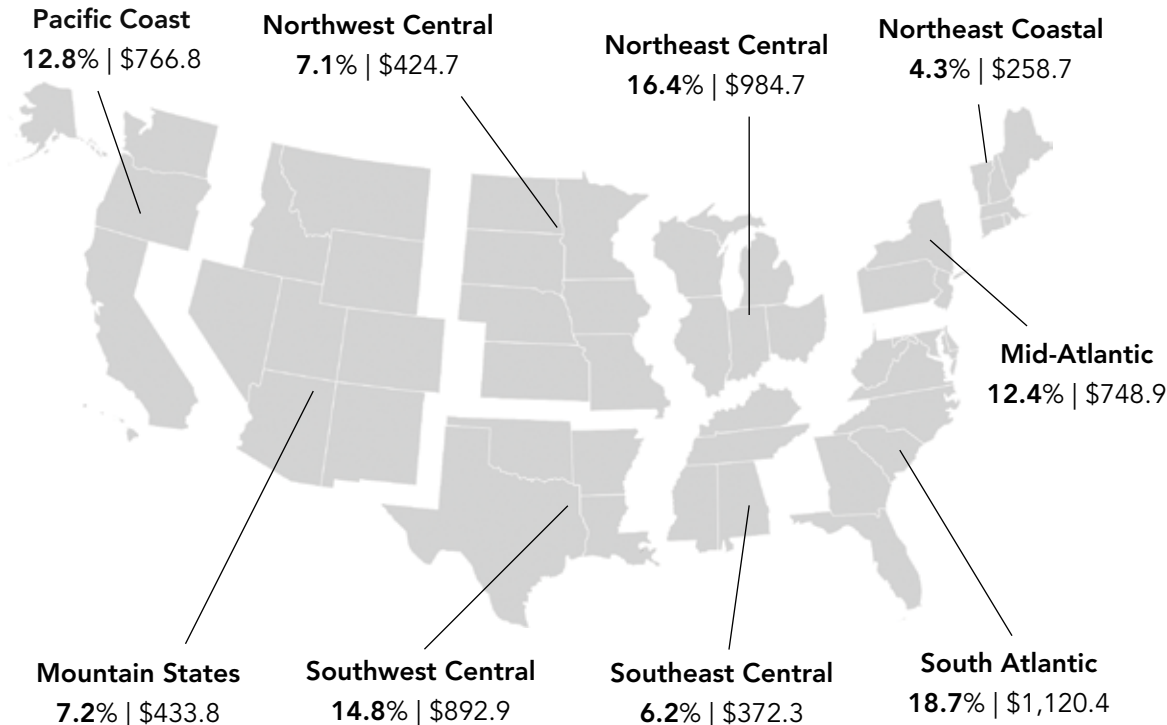 Pacific Coast
12.8% | $766.8
Northwest Central
7.1% | $424.7
Northeast Central
16.4% | $984.7
Northeast Coastal
4.3% | $258.7
Mid-Atlantic
12.4% | $748.9
Mountain States
7.2% | $433.8
Southwest Central
14.8% | $892.9
Southeast Central
6.2% | $372.3
South Atlantic
18.7% | $1,120.4